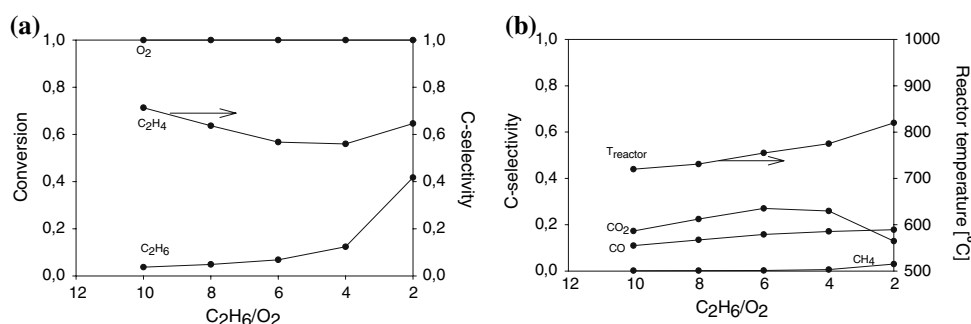 (a)
1,0
0,8
0,6
0,4
0,2
0,0
Conversion
O2
C2H4
C2H6
1,0
0,8
0,6
0,4
0,2
0,0
C-selectivity
12 10 8 6 4 2
C2H6/O2
(b)
1,0
0,8
0,6
0,4
0,2
0,0
C-selectivity
Treactor
CO2
CO
CH4
1000
900
800
700
600
500
Reactor temperature [°C]
12 10 8 6 4 2
C2H6/O2